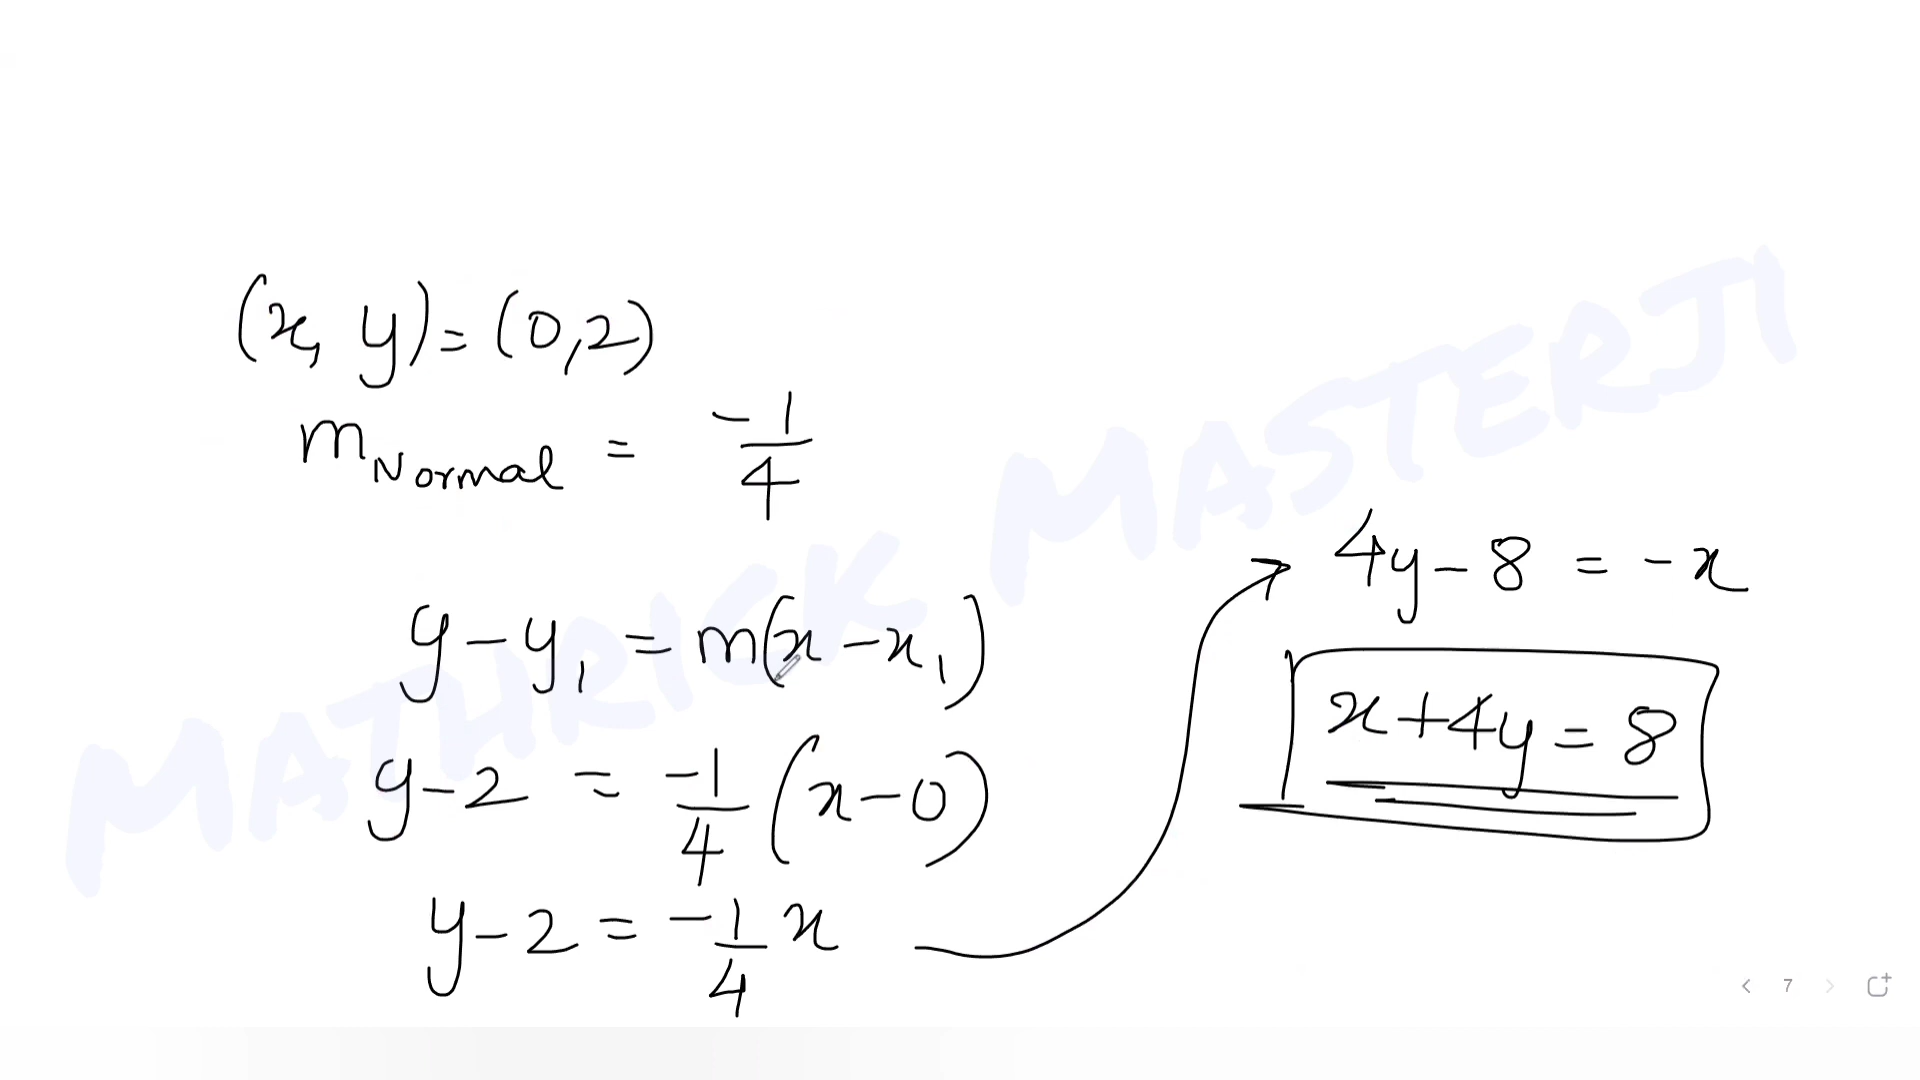 (x, y) = (0,2)
m Normal = -1/4
y - y₁ = m(x - x₁)
y - 2 = -1/4 (x - 0)
y - 2 = -1/4 x
4y - 8 = -x
x + 4y = 8
MATHRICK MASTERJI
7